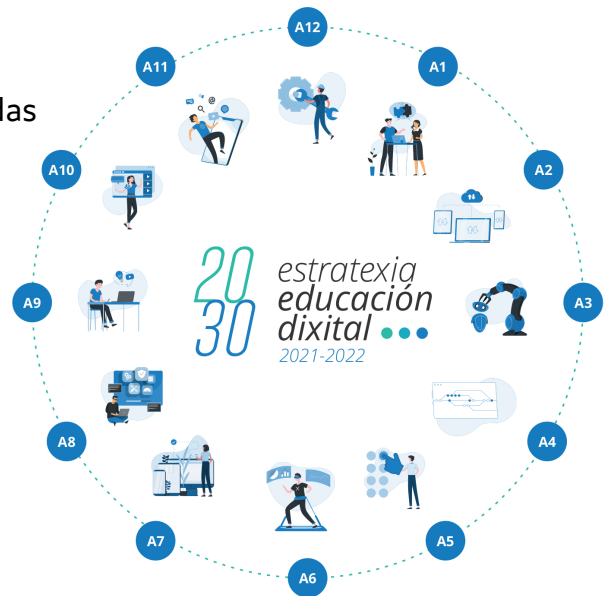 A12
A11
A1
las
A10
A2
20
30
estratexia
educación
dixital
2021-2022
A9
A3
A8
A4
A7
A5
A6